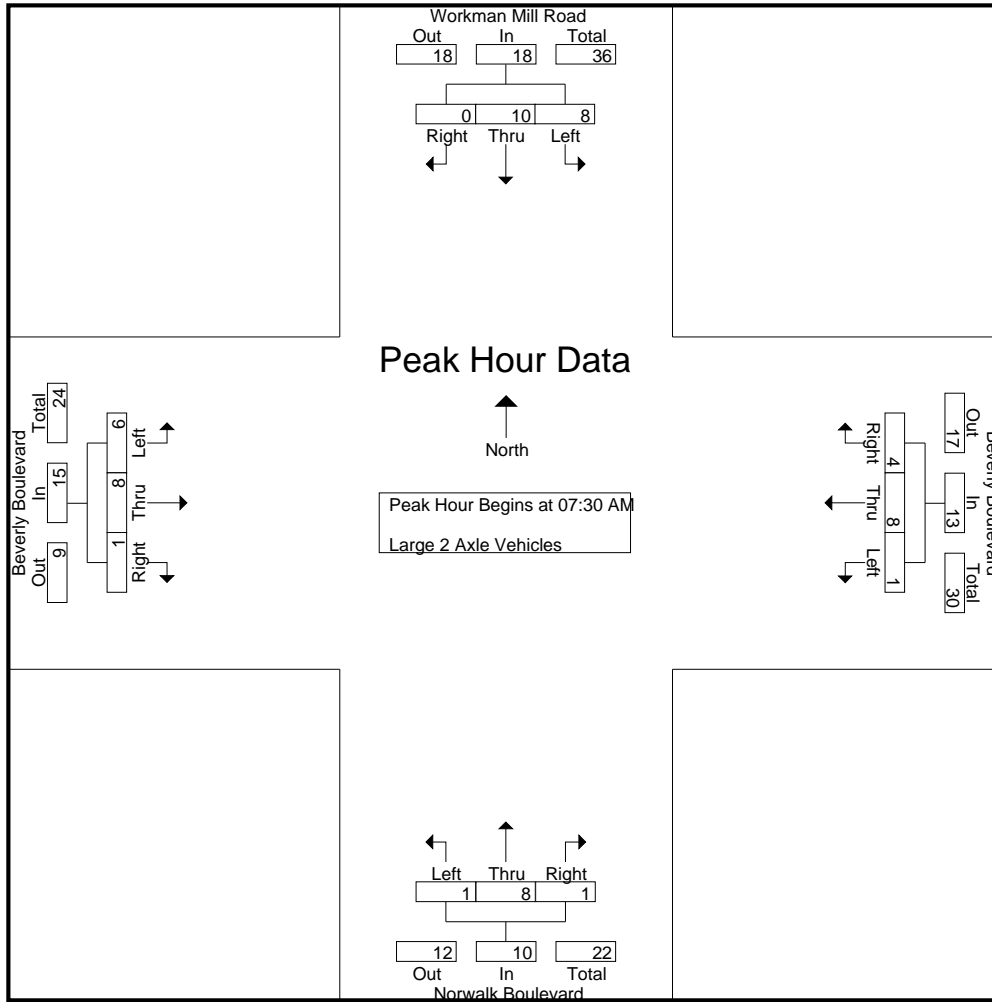 Workman Mill Road
Out In Total
18 18 36
0 10 8
Right Thru Left
Peak Hour Data
North
Peak Hour Begins at 07:30 AM
Large 2 Axle Vehicles
Beverly Boulevard
Out In Total
9 15 24
Left Thru Right
6 8 1
Beverly Boulevard
Out In Total
17 13 30
Right Thru Left
4 8 1
Left Thru Right
1 8 1
12 10 22
Out In Total
Norwalk Boulevard